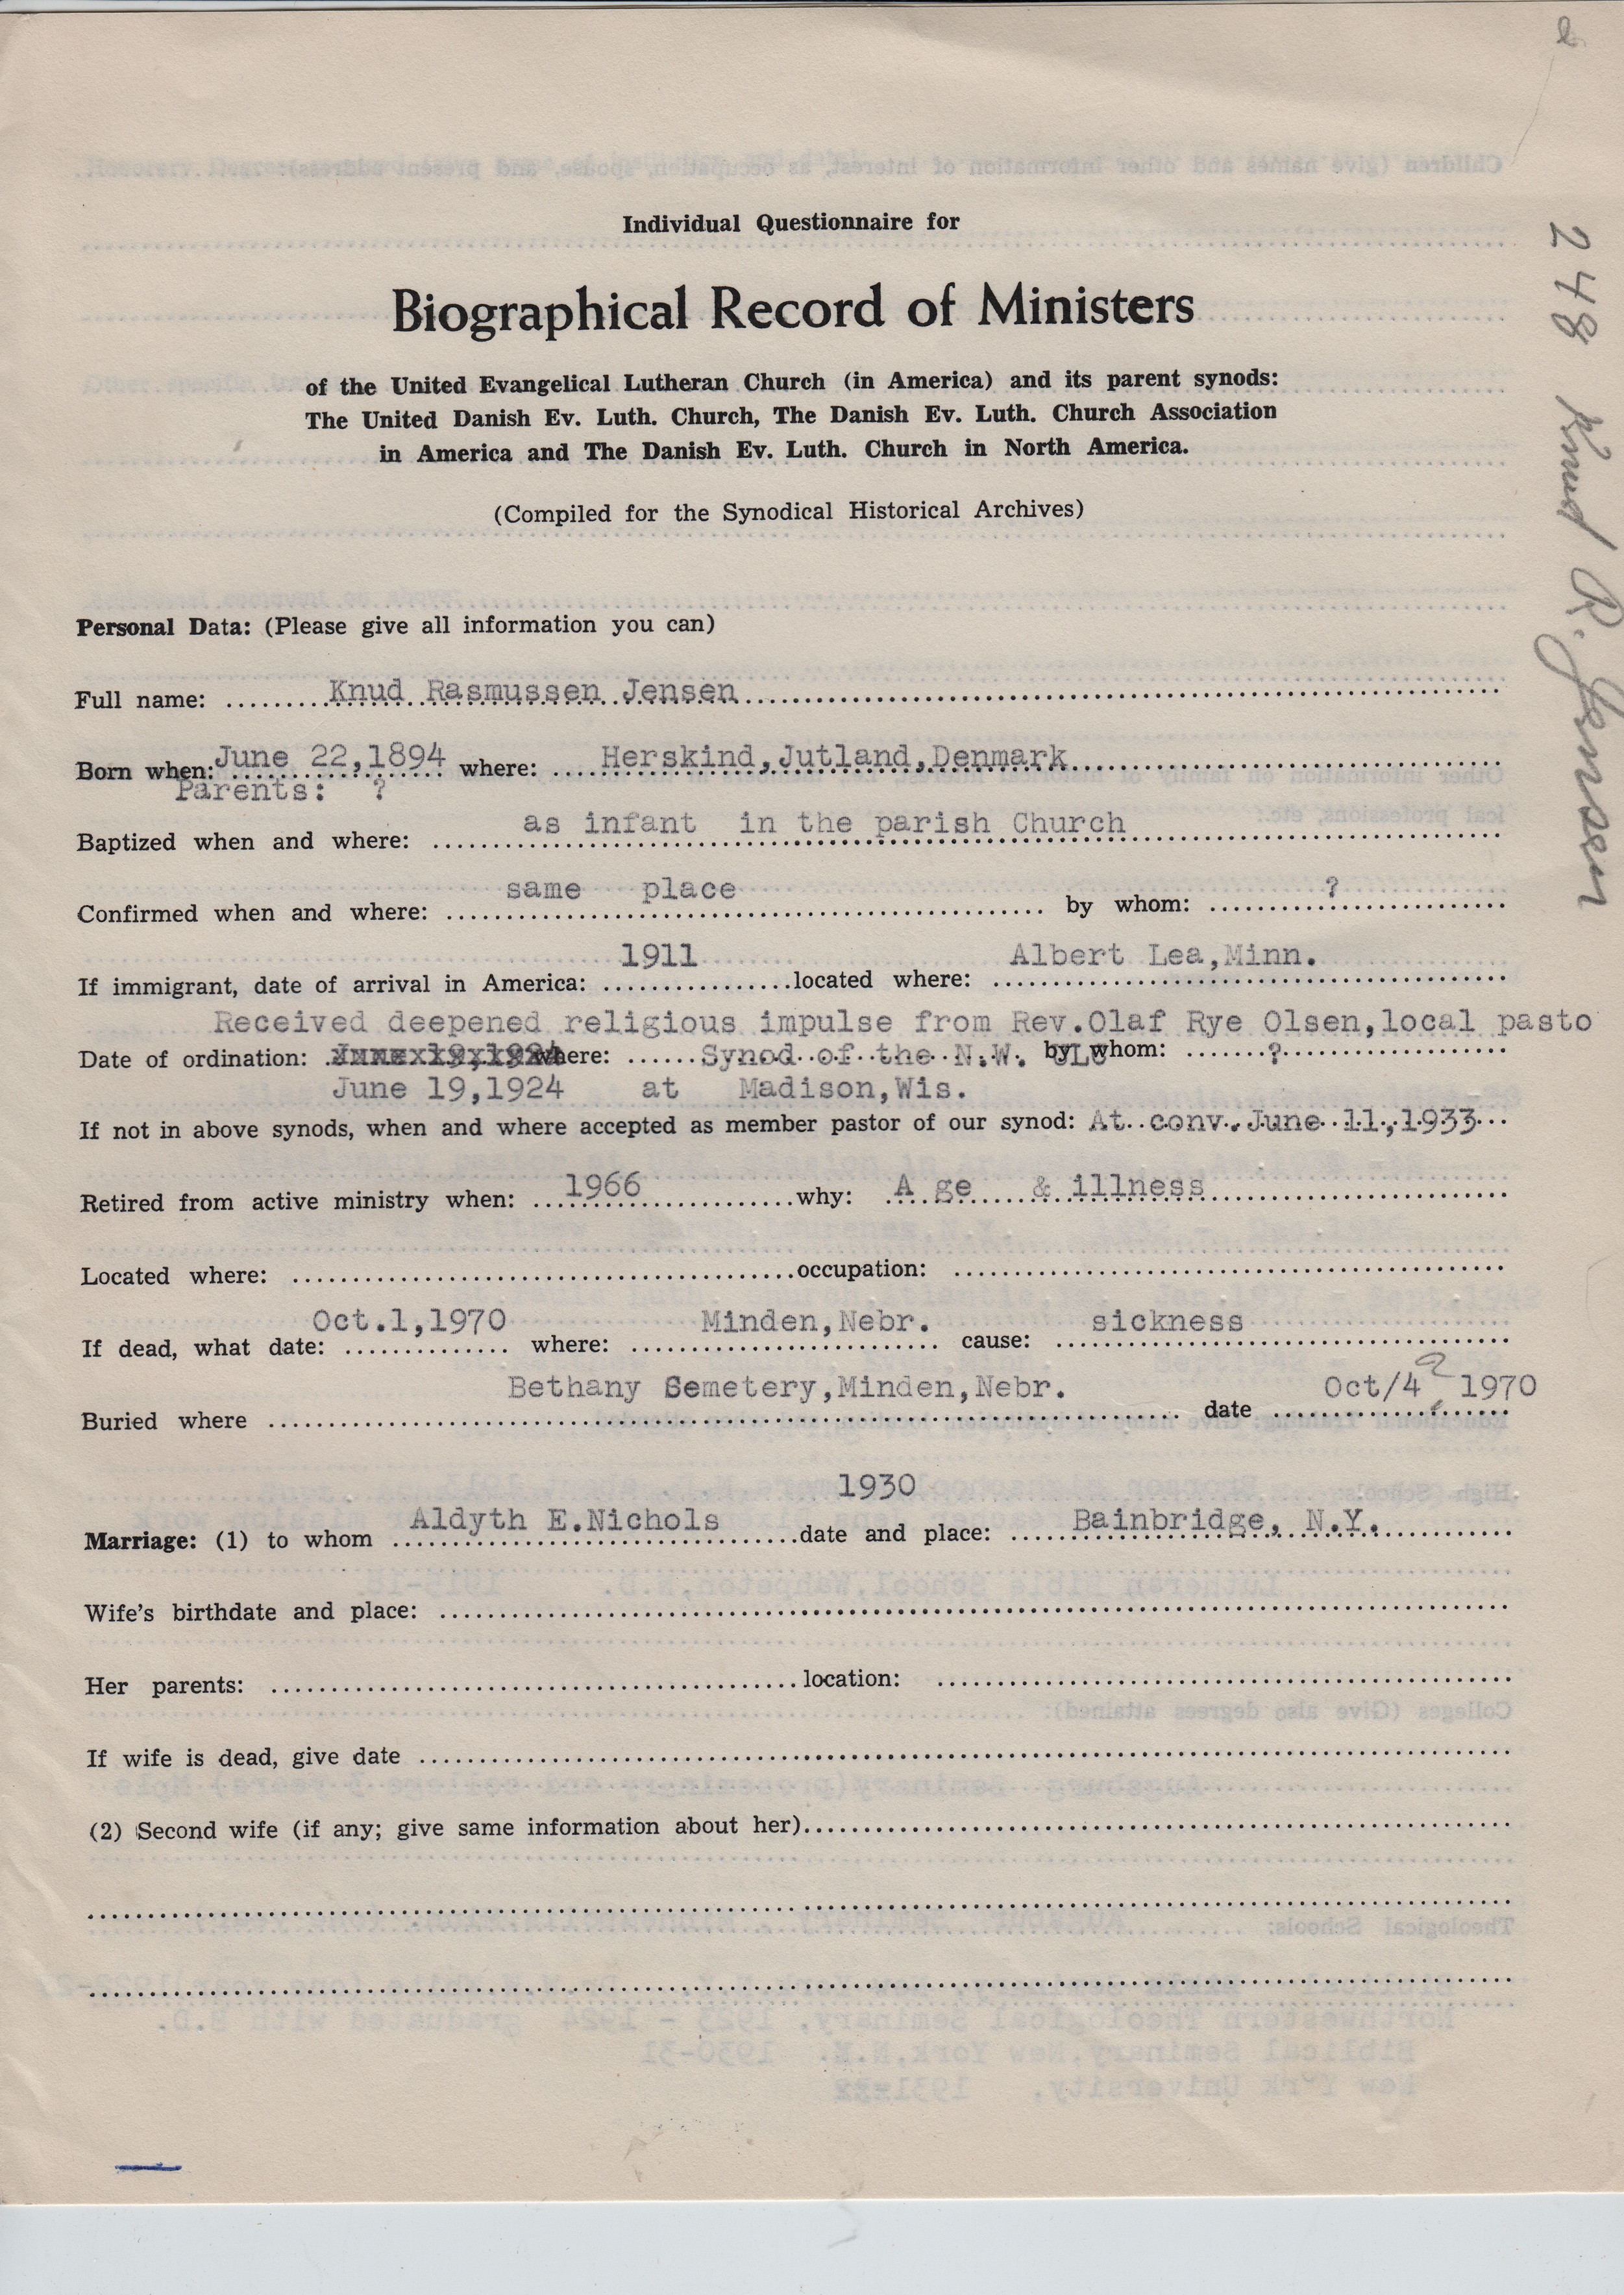 Individual Questionnaire for
Biographical Record of Ministers
of the United Evangelical Lutheran Church (in America) and its parent synods:
The United Danish Ev. Luth. Church, The Danish Ev. Luth. Church Association
in America and The Danish Ev. Luth. Church in North America.
(Compiled for the Synodical Historical Archives)
248 Knud R. Jensen
Personal Data: (Please give all information you can)
Full name: Knud Rasmussen Jensen
Born when: June 22,1894 where: Herskind,Jutland,Denmark
Parents: ?
Baptized when and where: as infant in the parish Church
Confirmed when and where: same place by whom: ?
If immigrant, date of arrival in America: 1911 located where: Albert Lea,Minn.
Received deepened religious impulse from Rev.Olaf Rye Olsen,local pasto
Date of ordination: where: Synod of the N.W. ULC by whom: ?
June 19,1924 at Madison,Wis.
If not in above synods, when and where accepted as member pastor of our synod: At conv. June 11,1933
Retired from active ministry when: 1966 why: A ge & illness
Located where: occupation:
If dead, what date: Oct.1,1970 where: Minden,Nebr. cause: sickness
Buried where Bethany Semetery,Minden,Nebr. date Oct/4 ? 1970
1930
Marriage: (1) to whom Aldyth E.Nichols date and place: Bainbridge, N.Y.
Wife's birthdate and place:
Her parents: location:
If wife is dead, give date
(2) Second wife (if any; give same information about her)